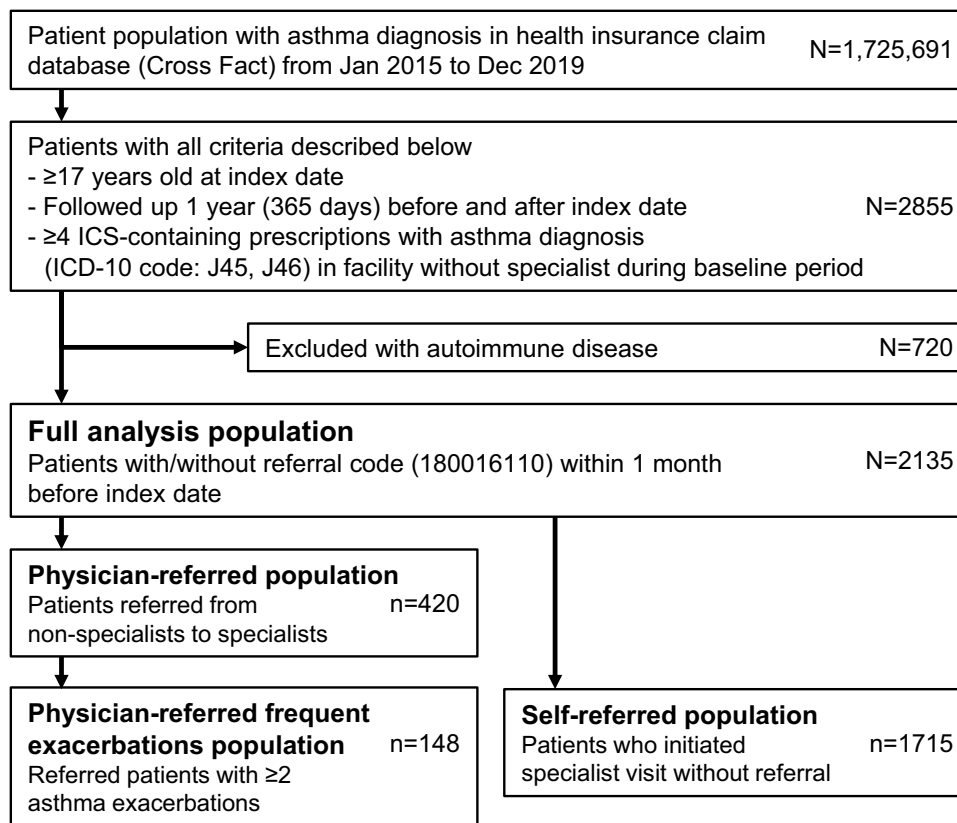 Patient population with asthma diagnosis in health insurance claim
database (Cross Fact) from Jan 2015 to Dec 2019
N=1,725,691
Patients with all criteria described below
- ≥17 years old at index date
- Followed up 1 year (365 days) before and after index date
- ≥4 ICS-containing prescriptions with asthma diagnosis
(ICD-10 code: J45, J46) in facility without specialist during baseline period
N=2855
Excluded with autoimmune disease
N=720
Full analysis population
Patients with/without referral code (180016110) within 1 month
before index date
N=2135
Physician-referred population
Patients referred from
non-specialists to specialists
n=420
Physician-referred frequent
exacerbations population
Referred patients with ≥2
asthma exacerbations
n=148
Self-referred population
Patients who initiated
specialist visit without referral
n=1715